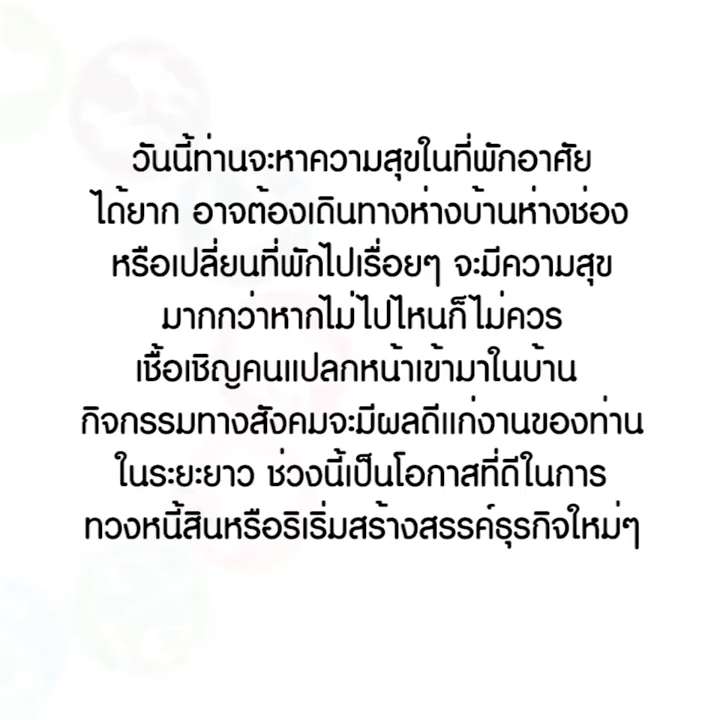 วันนี้ท่านจะหาความสุขในที่พักอาศัย
ได้ยาก อาจต้องเดินทางห่างบ้านห่างช่อง
หรือเปลี่ยนที่พักไปเรื่อยๆ จะมีความสุข
มากกว่าหากไม่ไปไหนก็ไม่ควร
เชื้อเชิญคนแปลกหน้าเข้ามาในบ้าน
กิจกรรมทางสังคมจะมีผลดีแก่งานของท่าน
ในระยะยาว ช่วงนี้เป็นโอกาสที่ดีในการ
ทวงหนี้สินหรือริเริ่มสร้างสรรค์ธุรกิจใหม่ๆ